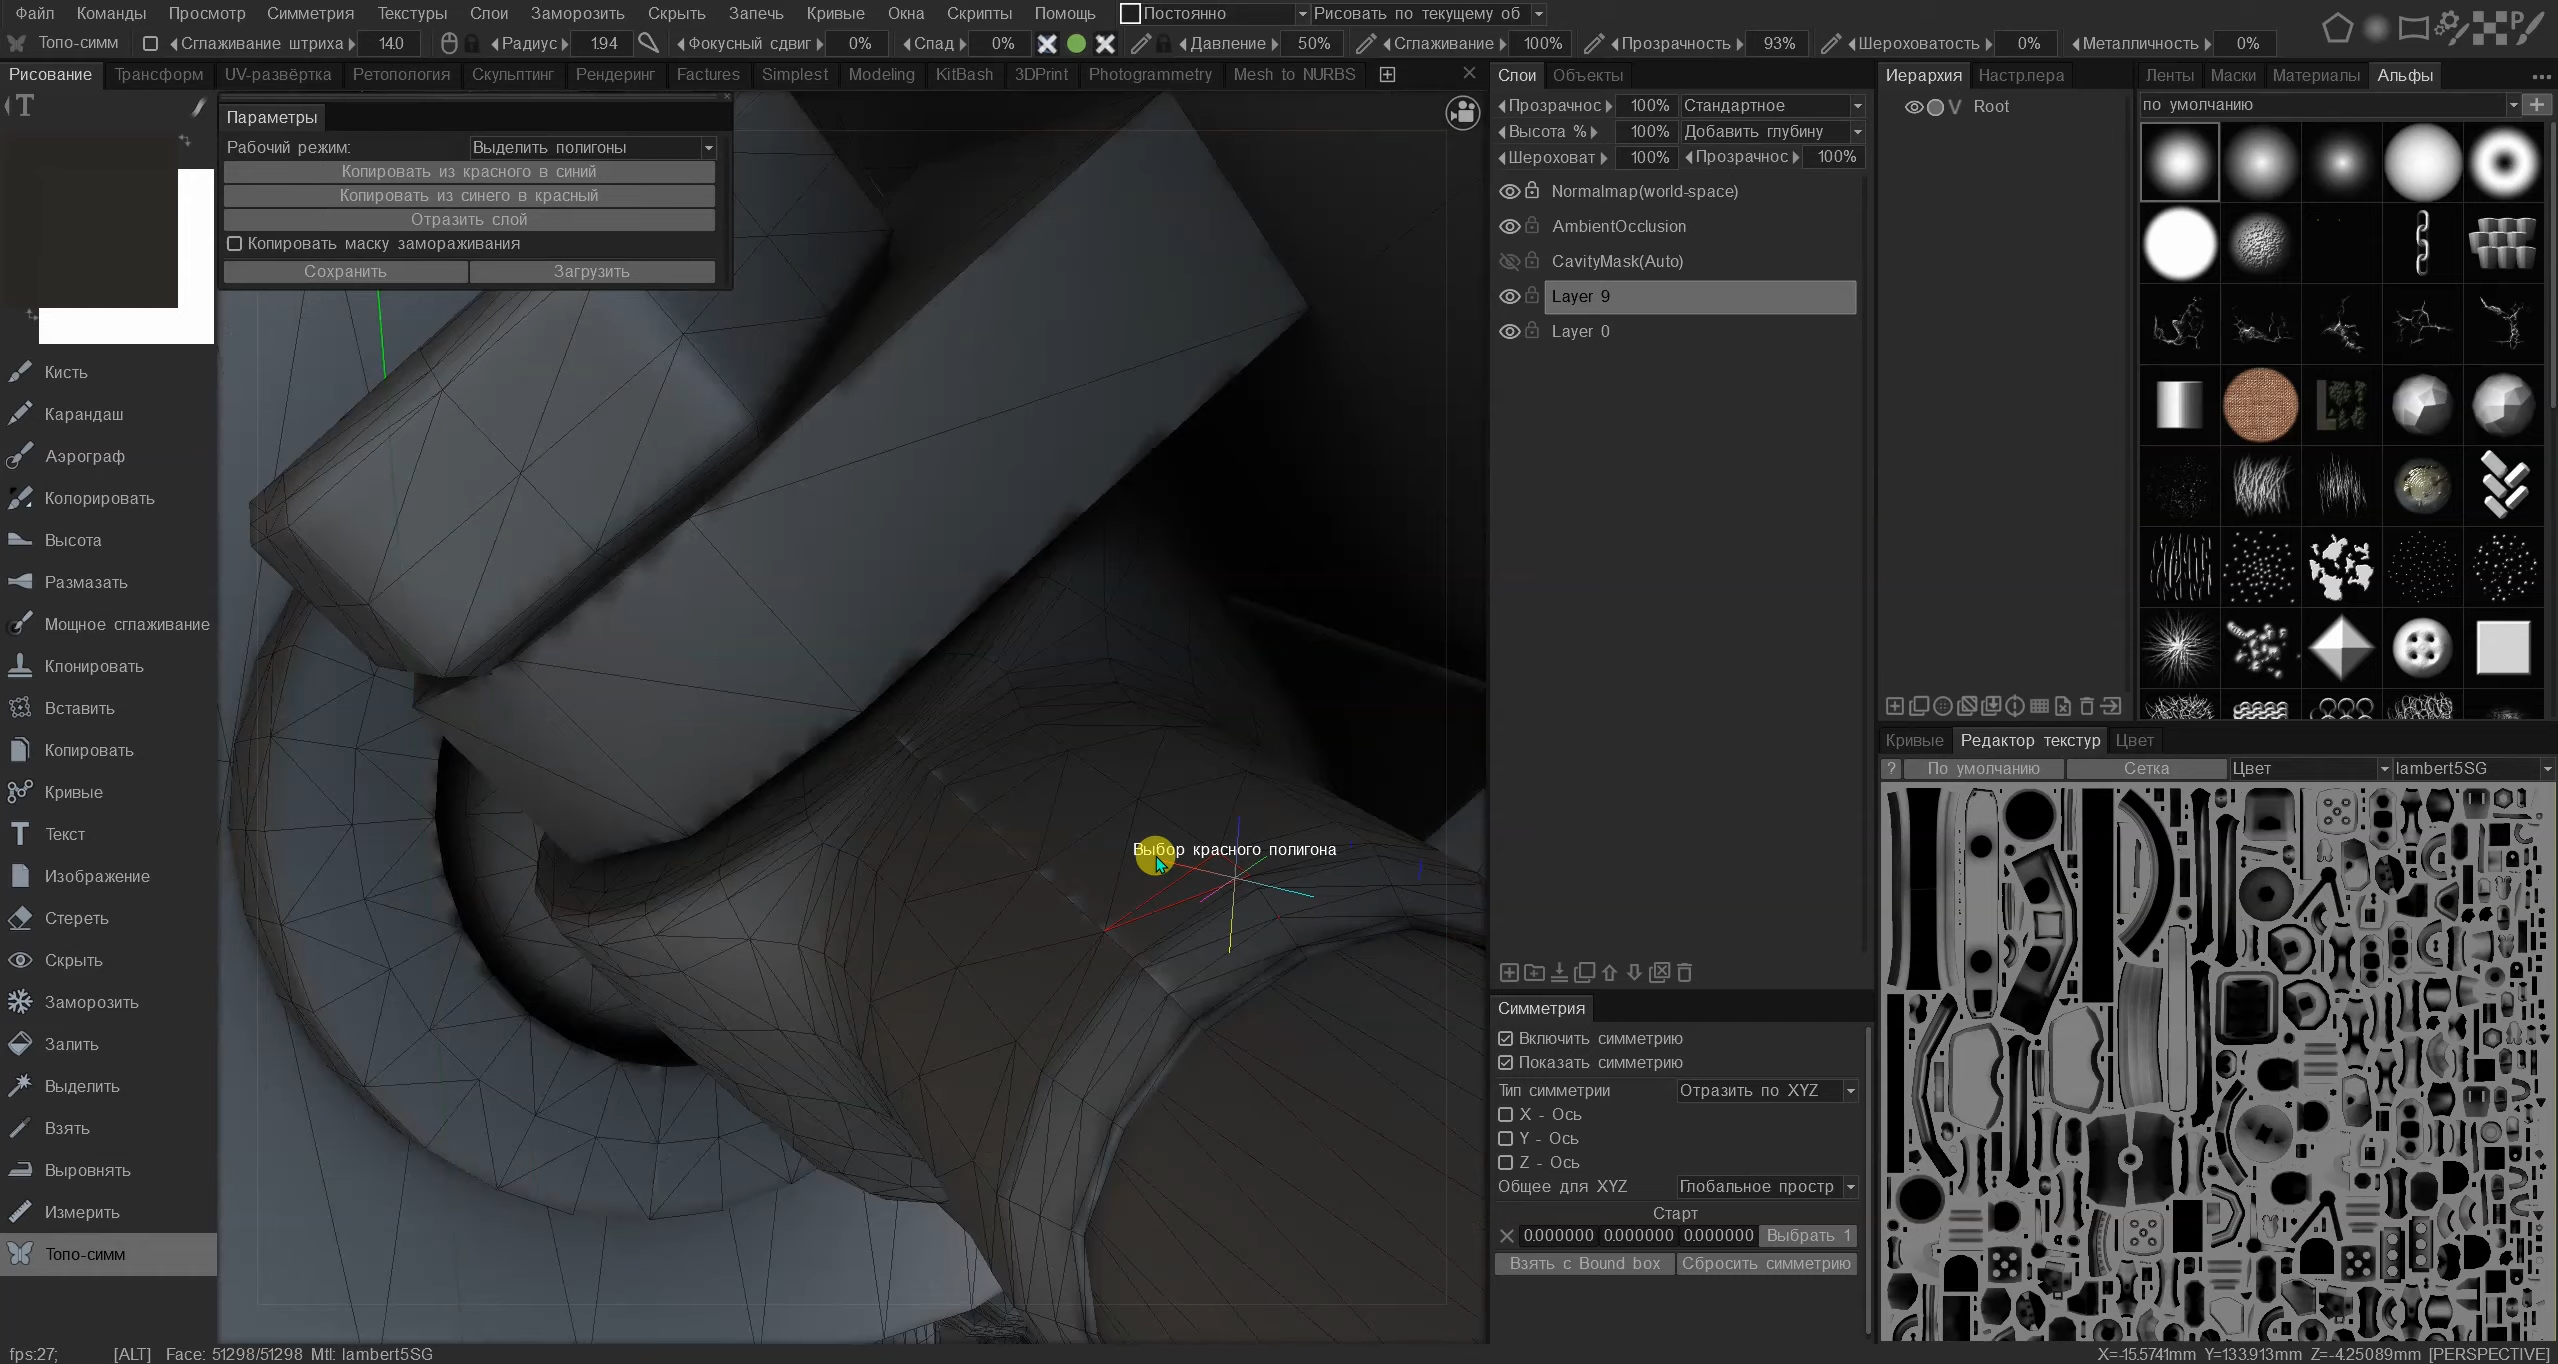 Файл Команды Просмотр Симметрия Текстуры Слои Заморозить Скрыть Запечь Кривые Окна Скрипты Помощь Постоянно Рисовать по текущему об
Топо-симм Сглаживание штриха 14.0 Радиус 1.94 Фокусный сдвиг 0% Спад 0% Давление 50% Сглаживание 100% Прозрачность 93% Шероховатость 0% Металличность 0%
Рисование Трансформ UV-развёртка Ретопология Скульптинг Рендеринг Factures Simplest Modeling KitBash 3DPrint Photogrammetry Mesh to NURBS
Параметры
Рабочий режим: Выделить полигоны
Копировать из красного в синий
Копировать из синего в красный
Отразить слой
Копировать маску замораживания
Сохранить Загрузить
Кисть
Карандаш
Аэрограф
Колорировать
Высота
Размазать
Мощное сглаживание
Клонировать
Вставить
Копировать
Кривые
Текст
Изображение
Стереть
Скрыть
Заморозить
Залить
Выделить
Взять
Выровнять
Измерить
Топо-симм
Выбор красного полигона
Слои Объекты
Прозрачнос 100% Стандартное
Высота % 100% Добавить глубину
Шероховат 100% Прозрачнос 100%
Normalmap(world-space)
AmbientOcclusion
CavityMask(Auto)
Layer 9
Layer 0
Симметрия
Включить симметрию
Показать симметрию
Тип симметрии Отразить по XYZ
X - Ось
Y - Ось
Z - Ось
Общее для XYZ Глобальное простр
Старт
0.000000 0.000000 0.000000 Выбрать 1
Взять с Bound box Сбросить симметрию
Иерархия Настр.пера
V Root
Ленты Маски Материалы Альфы
по умолчанию
Кривые Редактор текстур Цвет
? По умолчанию Сетка Цвет lambert5SG
fps:27; [ALT] Face: 51298/51298 Mtl: lambert5SG
X=-15.5741mm Y=133.913mm Z=-4.25089mm [PERSPECTIVE]